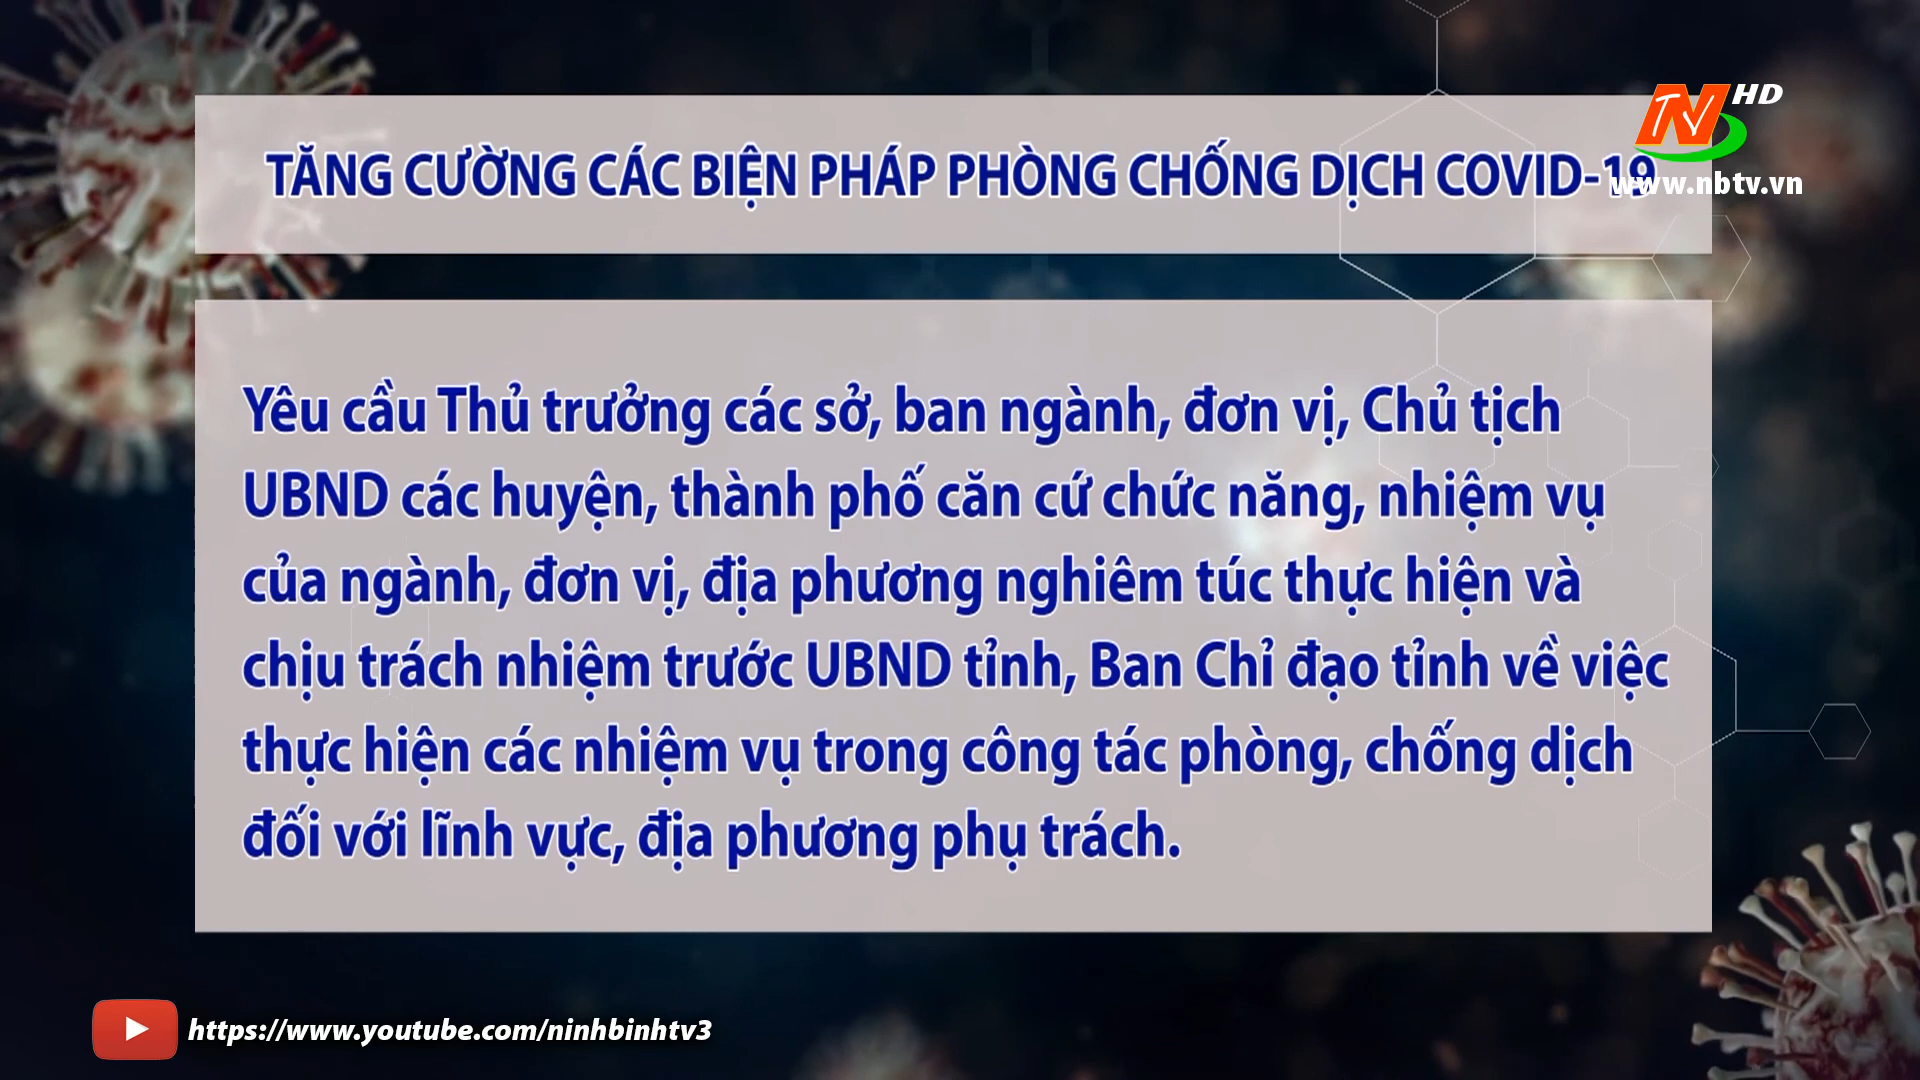 TV N HD
TĂNG CƯỜNG CÁC BIỆN PHÁP PHÒNG CHỐNG DỊCH COVID-19
www.nbtv.vn
Yêu cầu Thủ trưởng các sở, ban ngành, đơn vị, Chủ tịch
UBND các huyện, thành phố căn cứ chức năng, nhiệm vụ
của ngành, đơn vị, địa phương nghiêm túc thực hiện và
chịu trách nhiệm trước UBND tỉnh, Ban Chỉ đạo tỉnh về việc
thực hiện các nhiệm vụ trong công tác phòng, chống dịch
đối với lĩnh vực, địa phương phụ trách.
https://www.youtube.com/ninhbinhtv3